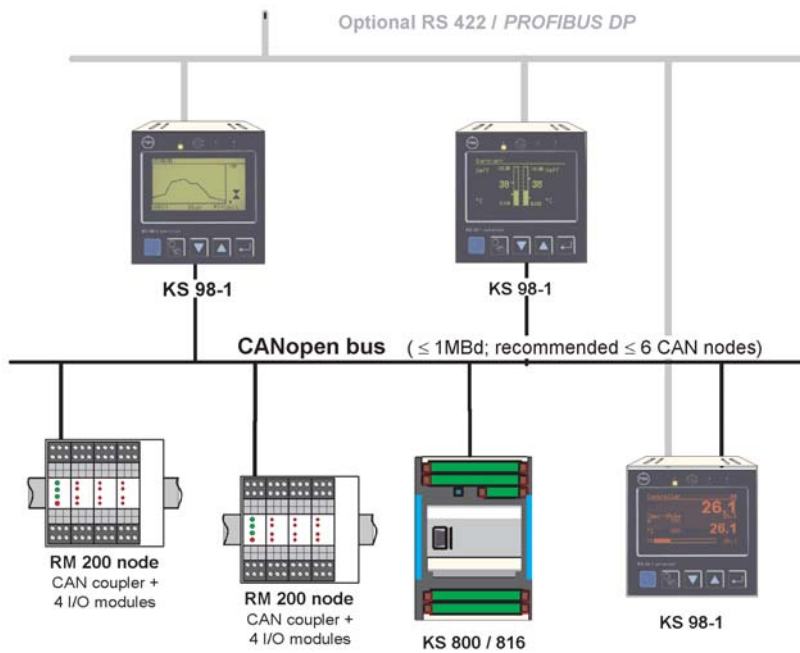 Optional RS 422 / PROFIBUS DP
KS 98-1
KS 98-1
CANopen bus ( ≤ 1MBd; recommended ≤ 6 CAN nodes)
Controller
26.1
26.1
RM 200 node
CAN coupler +
4 I/O modules
RM 200 node
CAN coupler +
4 I/O modules
KS 800 / 816
KS 98-1